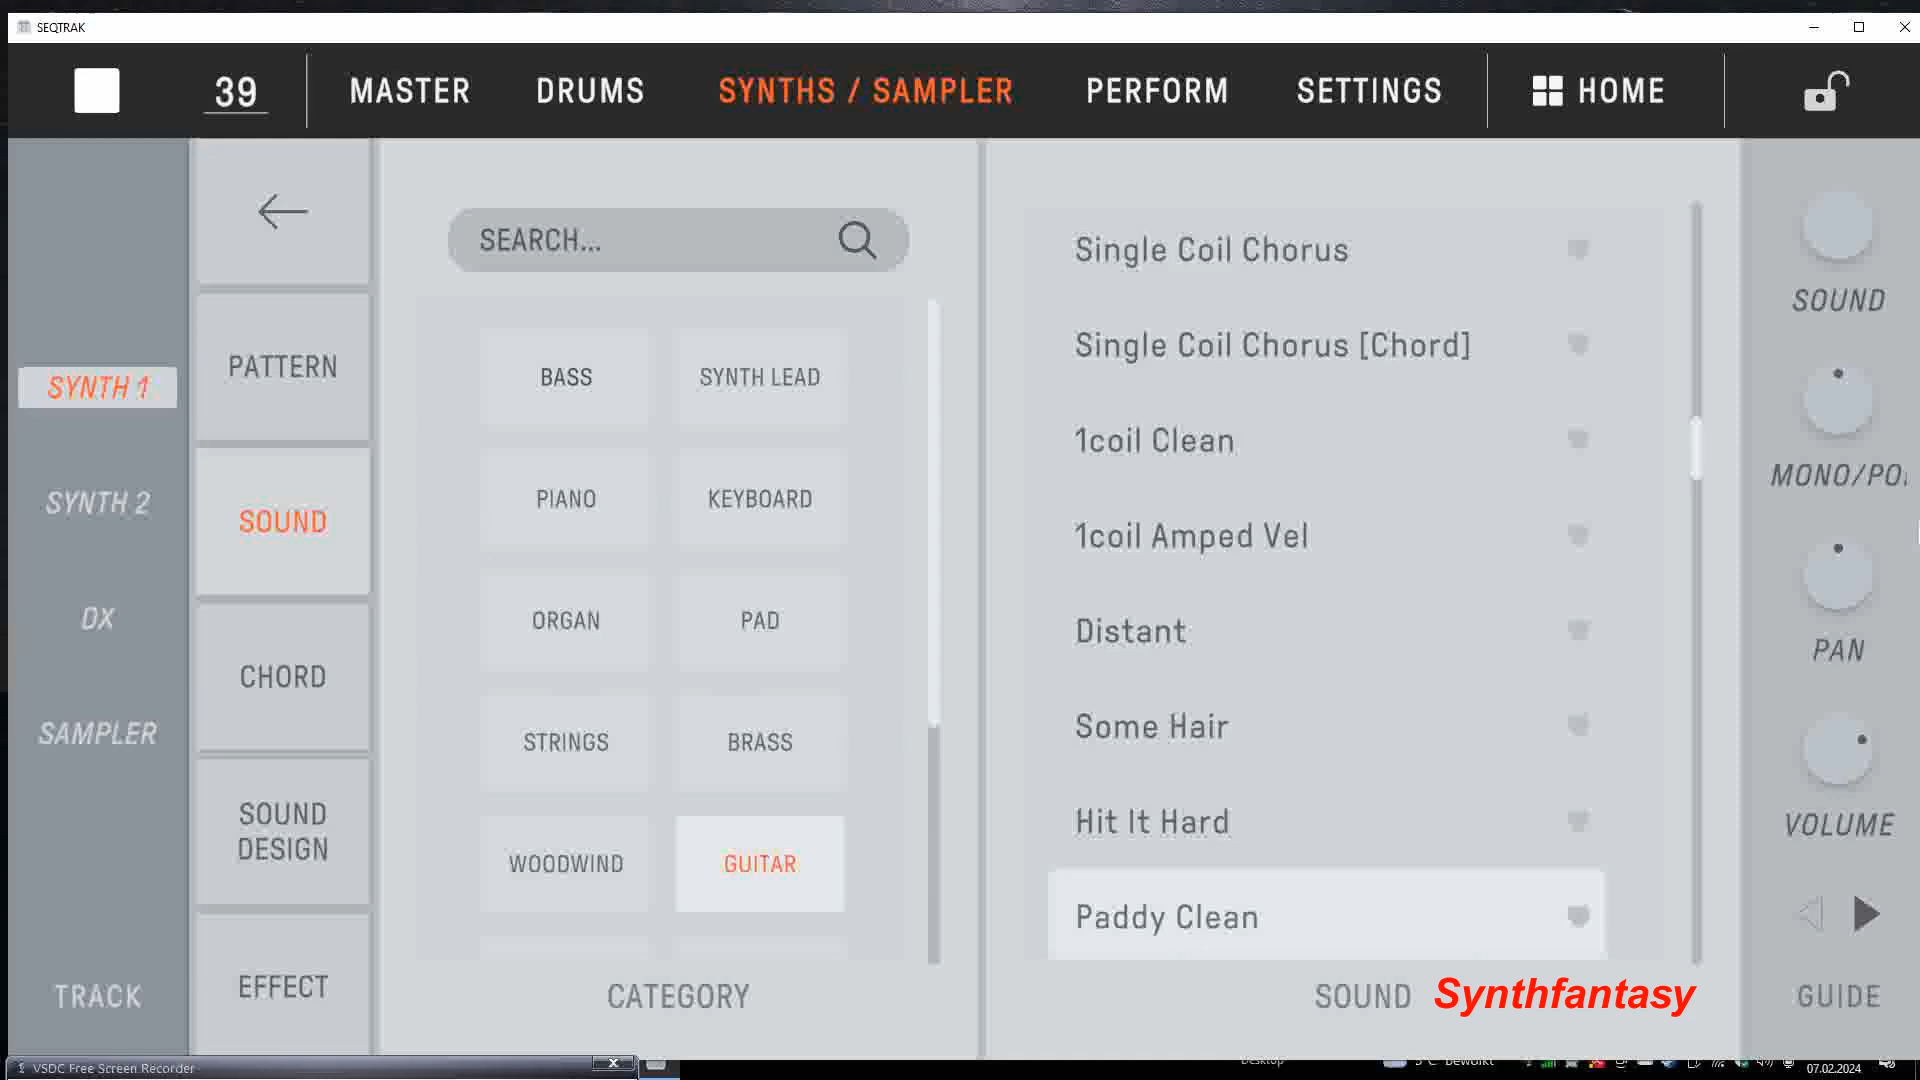 SEQTRAK
39
MASTER
DRUMS
SYNTHS / SAMPLER
PERFORM
SETTINGS
HOME
SYNTH 1
SYNTH 2
DX
SAMPLER
TRACK
PATTERN
SOUND
CHORD
SOUND
DESIGN
EFFECT
SEARCH...
BASS
SYNTH LEAD
PIANO
KEYBOARD
ORGAN
PAD
STRINGS
BRASS
WOODWIND
GUITAR
CATEGORY
Single Coil Chorus
Single Coil Chorus [Chord]
1coil Clean
1coil Amped Vel
Distant
Some Hair
Hit It Hard
Paddy Clean
SOUND
Synthfantasy
SOUND
MONO/PO
PAN
VOLUME
GUIDE
VSDC Free Screen Recorder
Desktop
5°C Bewölkt
07.02.2024